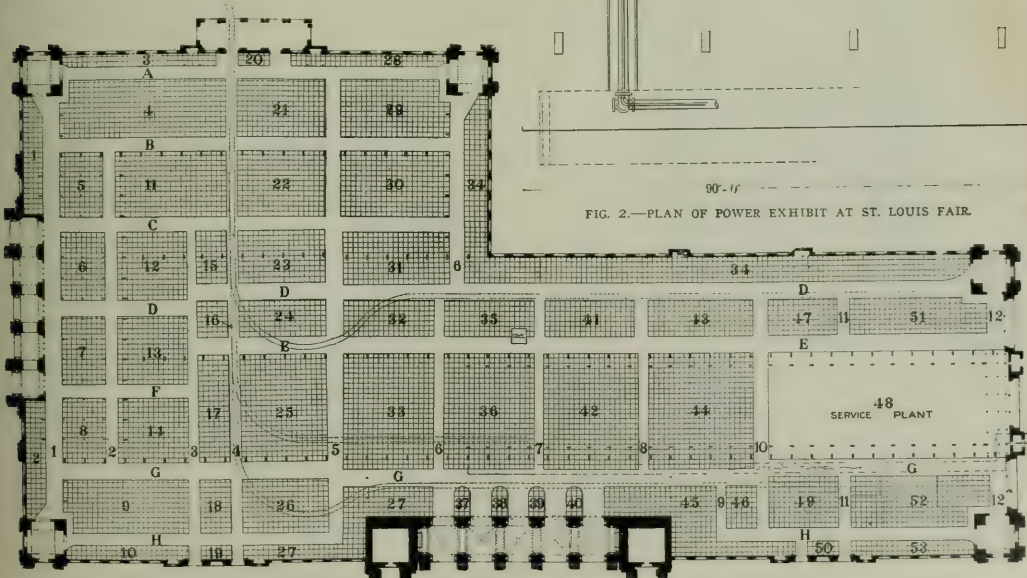 3 20 28
A
4 21 29
1 B
5 11 22 30 34
90'-0"
FIG. 2.—PLAN OF POWER EXHIBIT AT ST. LOUIS FAIR.
C
6 12 15 23 31 6 34
D D D
16 24 32 35 41 43 47 11 51 12
7 13 E E
F
17 25 33 36 42 44 48
SERVICE PLANT
8 14
2 1 2 3 4 5 6 7 8 10
G G G
9 18 26 27 37 38 39 40 45 9 46 49 11 52 12
H H
10 19 27 50 53